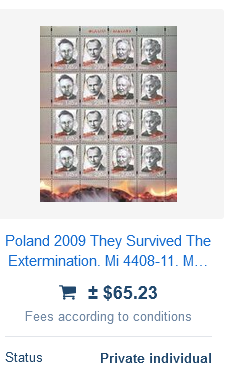 Poland 2009 They Survived The
Extermination. Mi 4408-11. M...
± $65.23
Fees according to conditions
Status Private individual